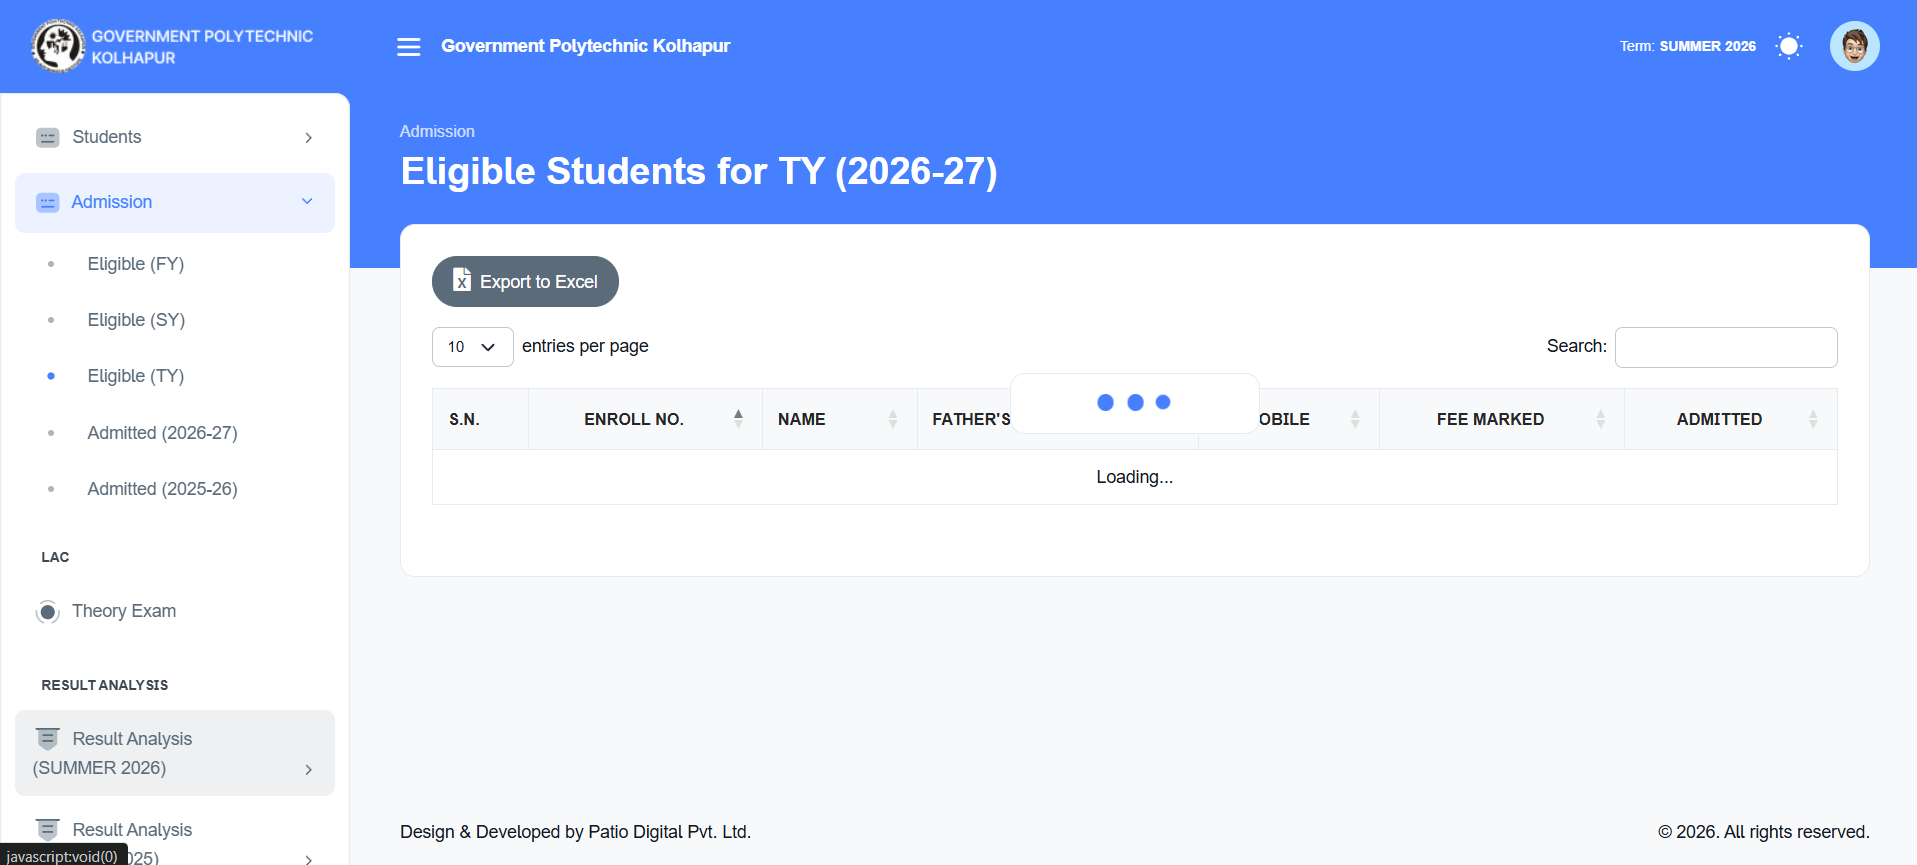 GOVERNMENT POLYTECHNIC
KOLHAPUR
Government Polytechnic Kolhapur
Term: SUMMER 2026
Students
Admission
Eligible (FY)
Eligible (SY)
Eligible (TY)
Admitted (2026-27)
Admitted (2025-26)
LAC
Theory Exam
RESULT ANALYSIS
Result Analysis
(SUMMER 2026)
Result Analysis
025)
javascript:void(0)
Admission
Eligible Students for TY (2026-27)
Export to Excel
10 entries per page
Search:
S.N. ENROLL NO. NAME FATHER'S OBILE FEE MARKED ADMITTED
Loading...
Design & Developed by Patio Digital Pvt. Ltd.
© 2026. All rights reserved.